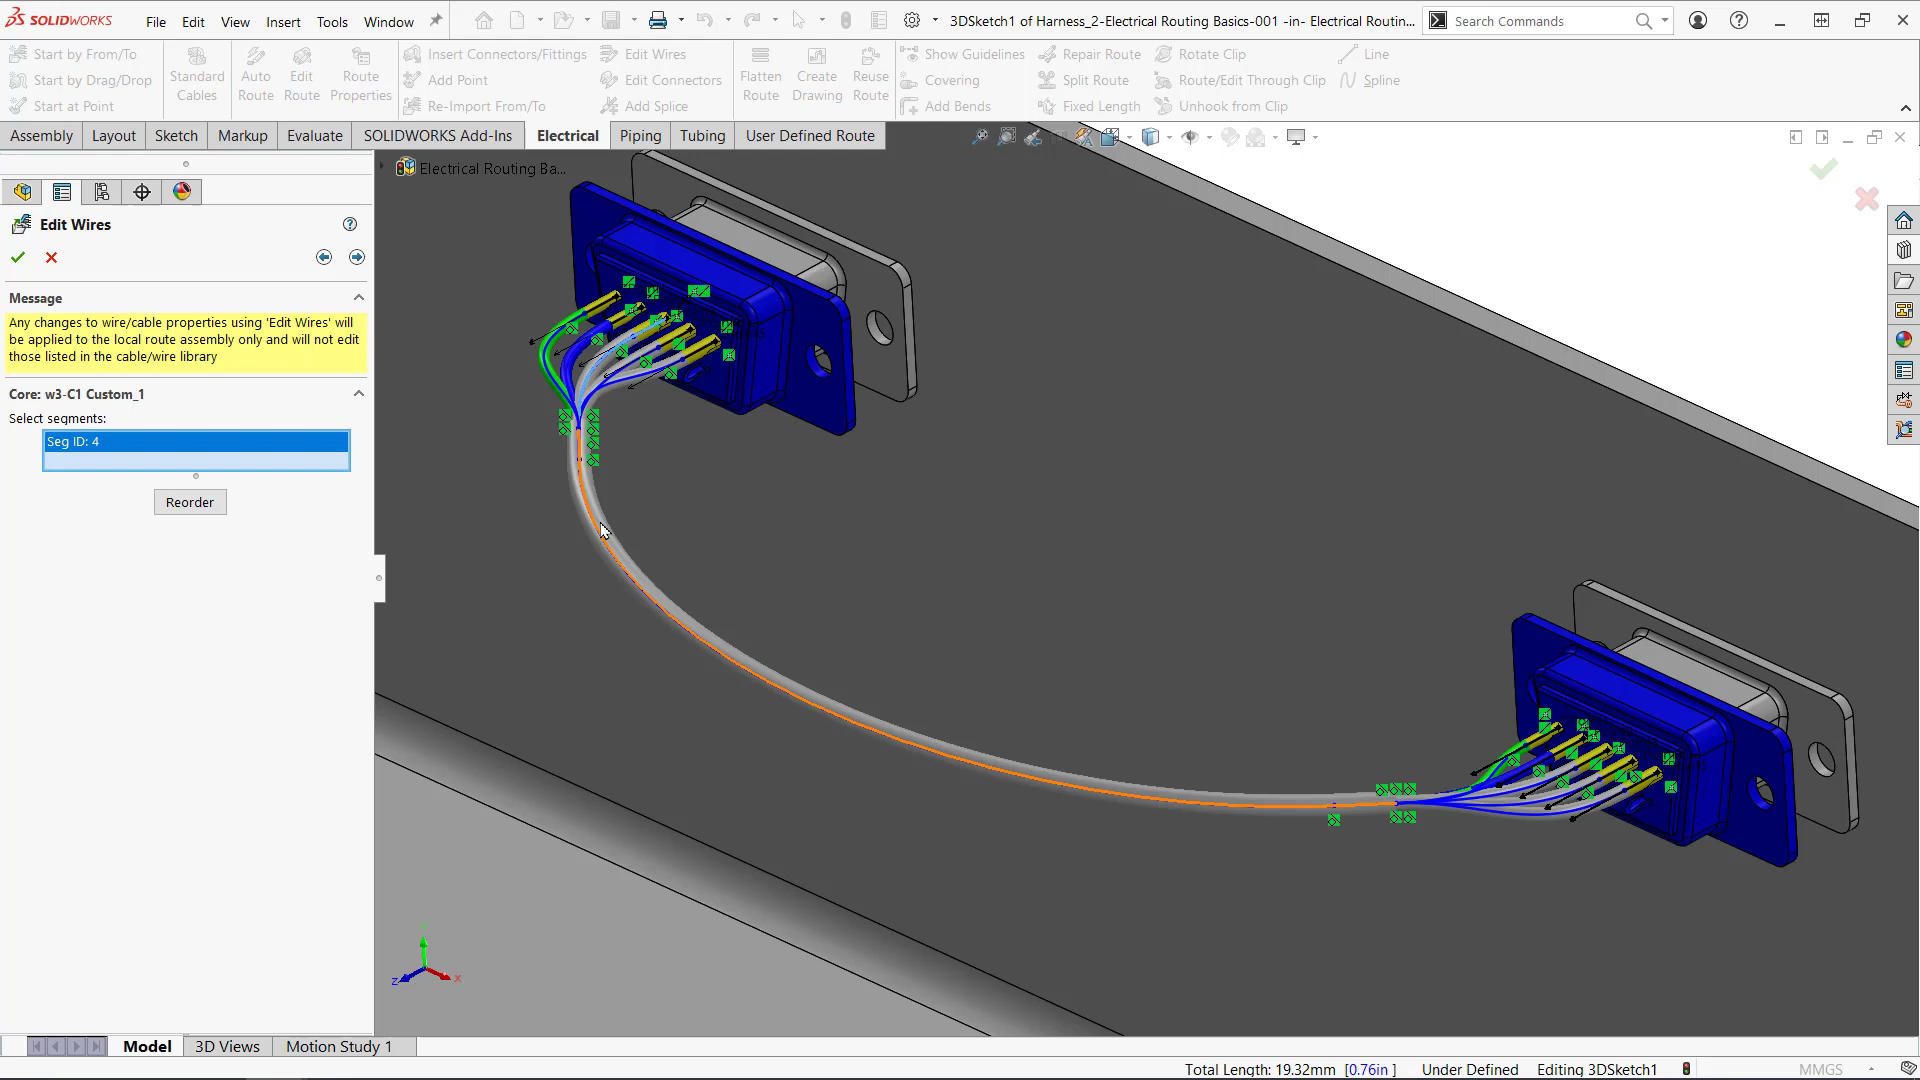 SOLIDWORKS File Edit View Insert Tools Window 3DSketch1 of Harness_2-Electrical Routing Basics-001 -in- Electrical Routin... Search Commands
Start by From/To
Start by Drag/Drop
Start at Point
Standard Cables
Auto Route
Edit Route
Route Properties
Insert Connectors/Fittings
Add Point
Re-Import From/To
Edit Wires
Edit Connectors
Add Splice
Flatten Route
Create Drawing
Reuse Route
Show Guidelines
Covering
Add Bends
Repair Route
Split Route
Fixed Length
Rotate Clip
Route/Edit Through Clip
Unhook from Clip
Line
Spline
Assembly Layout Sketch Markup Evaluate SOLIDWORKS Add-Ins Electrical Piping Tubing User Defined Route
Electrical Routing Ba...
Edit Wires
Message
Any changes to wire/cable properties using 'Edit Wires' will
be applied to the local route assembly only and will not edit
those listed in the cable/wire library
Core: w3-C1 Custom_1
Select segments:
Seg ID: 4
Reorder
Z
X
Model 3D Views Motion Study 1
Total Length: 19.32mm [0.76in ] Under Defined Editing 3DSketch1 MMGS